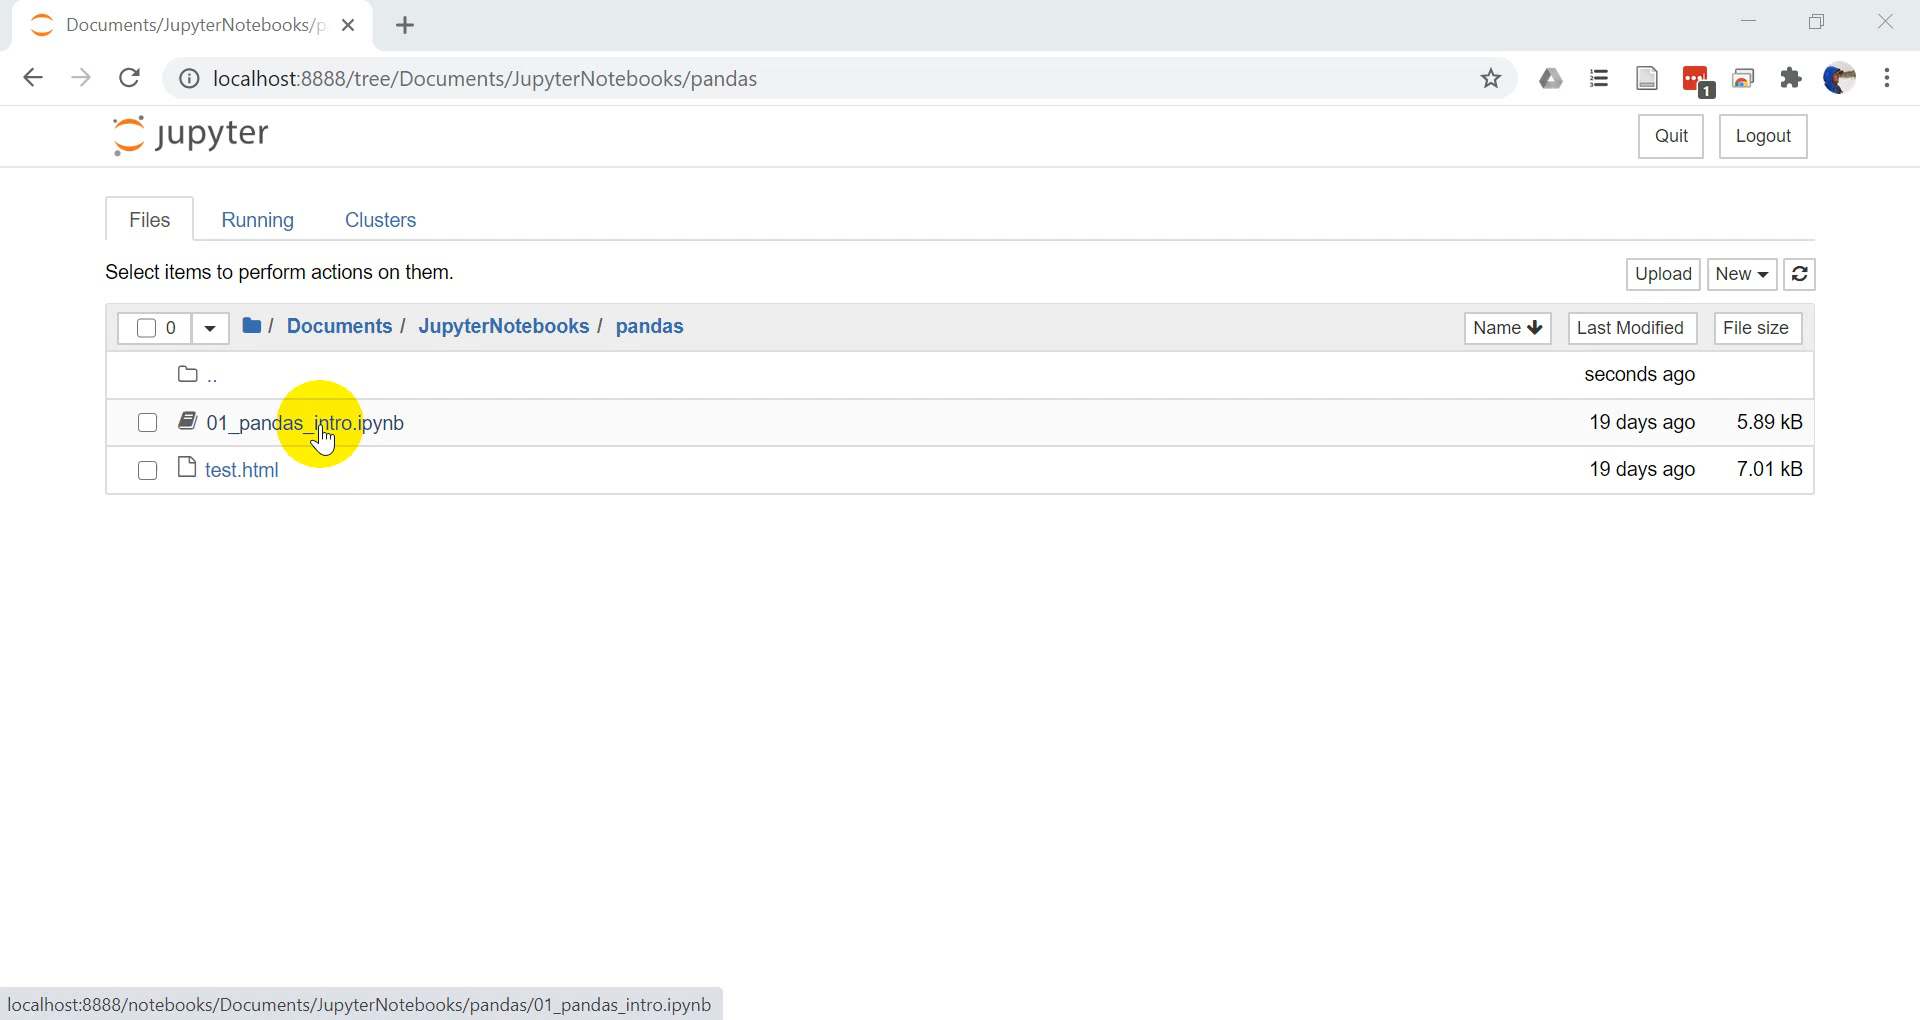 Documents/JupyterNotebooks/p
localhost:8888/tree/Documents/JupyterNotebooks/pandas
1
jupyter
Quit
Logout
Files
Running
Clusters
Select items to perform actions on them.
Upload
New
0
/ Documents / JupyterNotebooks / pandas
Name
Last Modified
File size
..
seconds ago
01_pandas_intro.ipynb
19 days ago
5.89 kB
test.html
19 days ago
7.01 kB
localhost:8888/notebooks/Documents/JupyterNotebooks/pandas/01_pandas_intro.ipynb